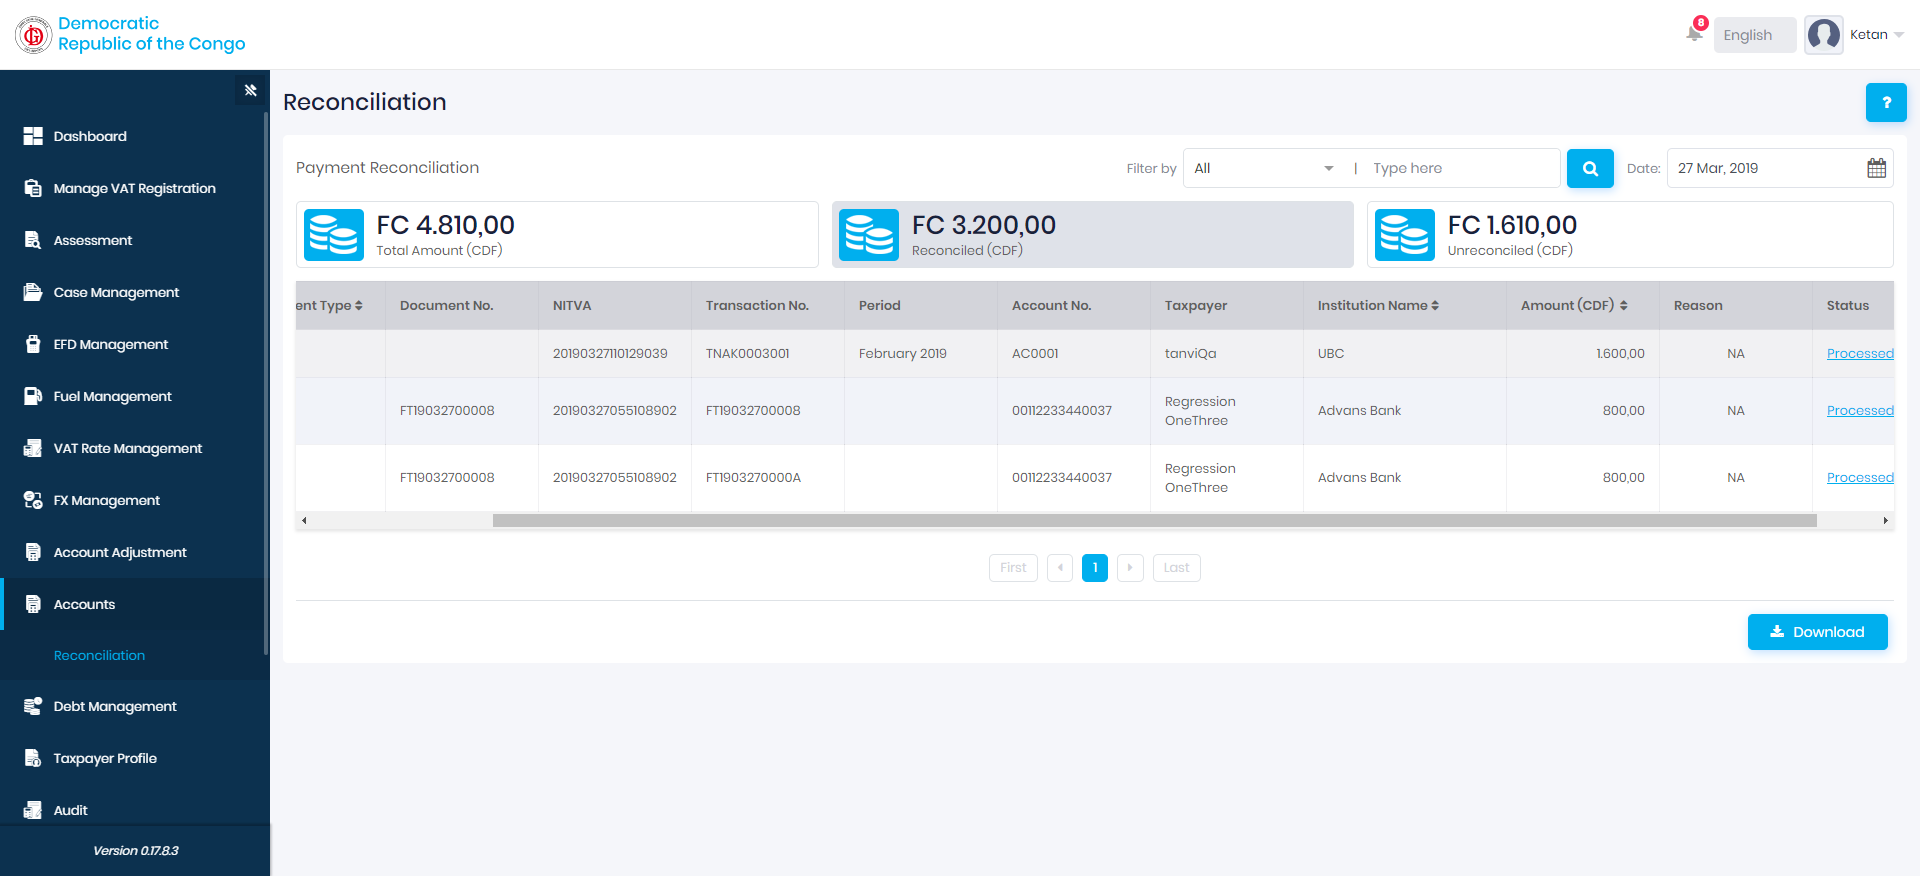 Democratic
Republic of the Congo
8
English
Ketan
Dashboard
Manage VAT Registration
Assessment
Case Management
EFD Management
Fuel Management
VAT Rate Management
FX Management
Account Adjustment
Accounts
Reconciliation
Debt Management
Taxpayer Profile
Audit
Version 0.17.8.3
Reconciliation
?
Payment Reconciliation
Filter by All | Type here Date: 27 Mar, 2019
FC 4.810,00
Total Amount (CDF)
FC 3.200,00
Reconciled (CDF)
FC 1.610,00
Unreconciled (CDF)
ent Type Document No. NITVA Transaction No. Period Account No. Taxpayer Institution Name Amount (CDF) Reason Status
20190327110129039 TNAK0003001 February 2019 AC0001 tanviQa UBC 1.600,00 NA Processed
FT19032700008 20190327055108902 FT19032700008 00112233440037 Regression OneThree Advans Bank 800,00 NA Processed
FT19032700008 20190327055108902 FT1903270000A 00112233440037 Regression OneThree Advans Bank 800,00 NA Processed
First 1 Last
Download